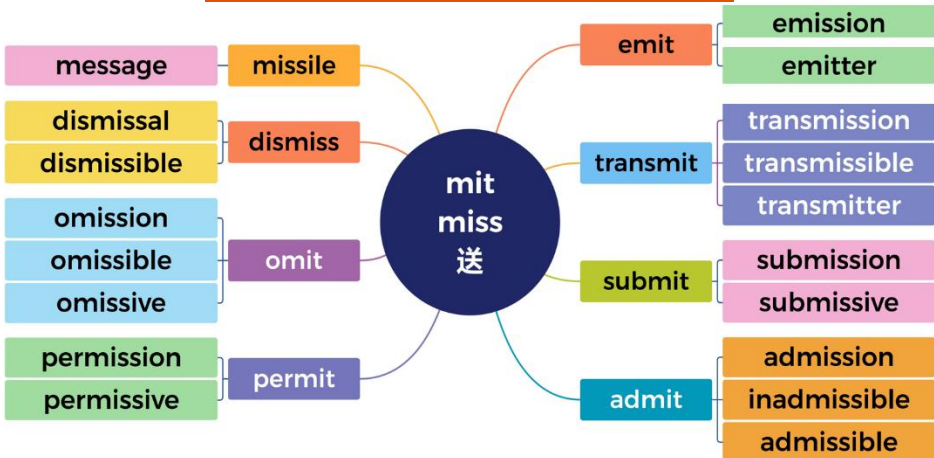 mit
miss
送
missile
message
dismiss
dismissal
dismissible
omit
omission
omissible
omissive
permit
permission
permissive
emit
emission
emitter
transmit
transmission
transmissible
transmitter
submit
submission
submissive
admit
admission
inadmissible
admissible